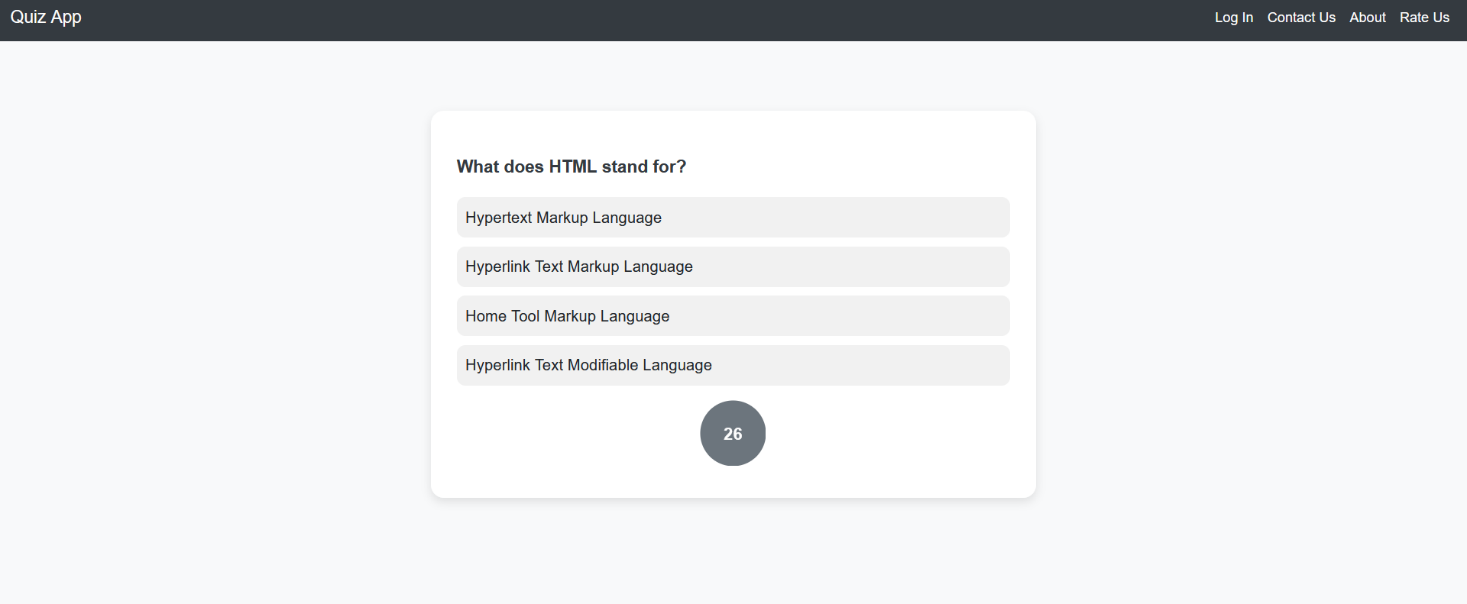 Quiz App
Log In Contact Us About Rate Us
What does HTML stand for?
Hypertext Markup Language
Hyperlink Text Markup Language
Home Tool Markup Language
Hyperlink Text Modifiable Language
26